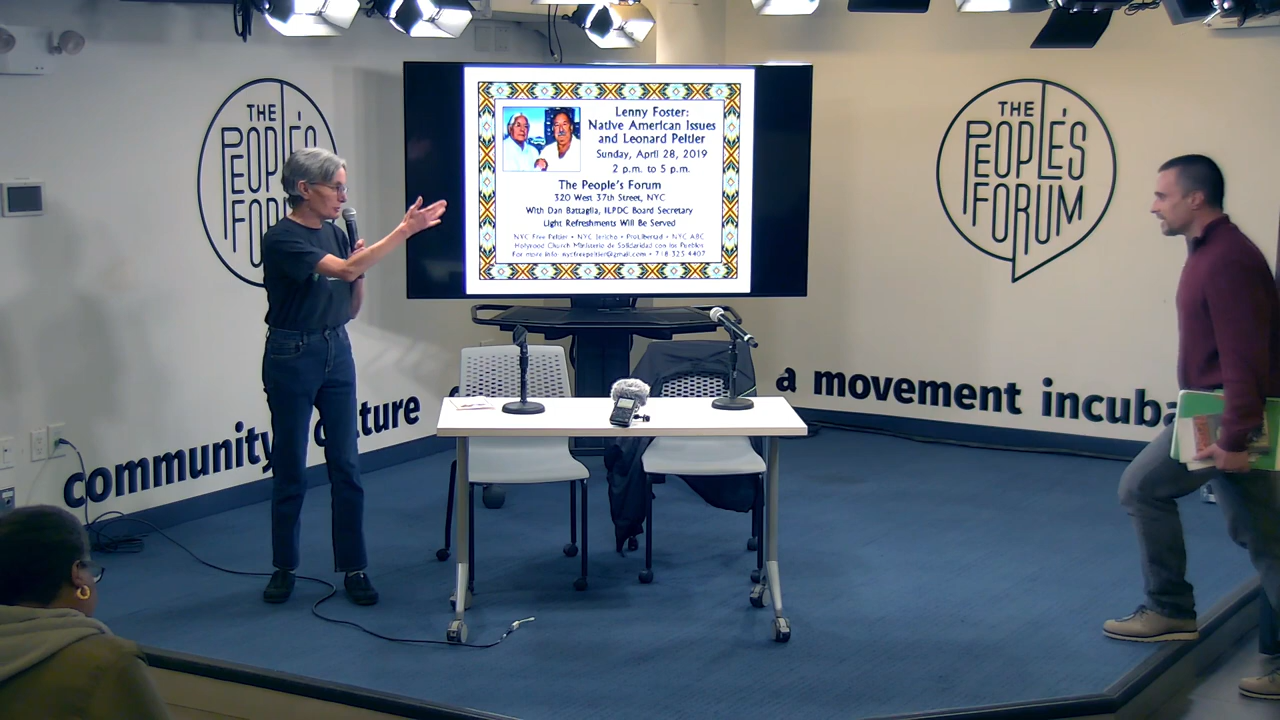 THE
PEOPLE'S
FORUM
Lenny Foster:
Native American Issues
and Leonard Peltier
Sunday, April 28, 2019
2 p.m. to 5 p.m.
The People's Forum
320 West 37th Street, NYC
With Dan Battaglia, ILPDC Board Secretary
Light Refreshments Will Be Served
NYC Free Peltier • NYC Jericho • ProLibertad • NYC ABC
Holyrood Church Ministerio de Solidaridad con los Pueblos
For more info: nycfreepeltier@gmail.com • 718 325 4407
THE
PEOPLE'S
FORUM
community
a movement incuba